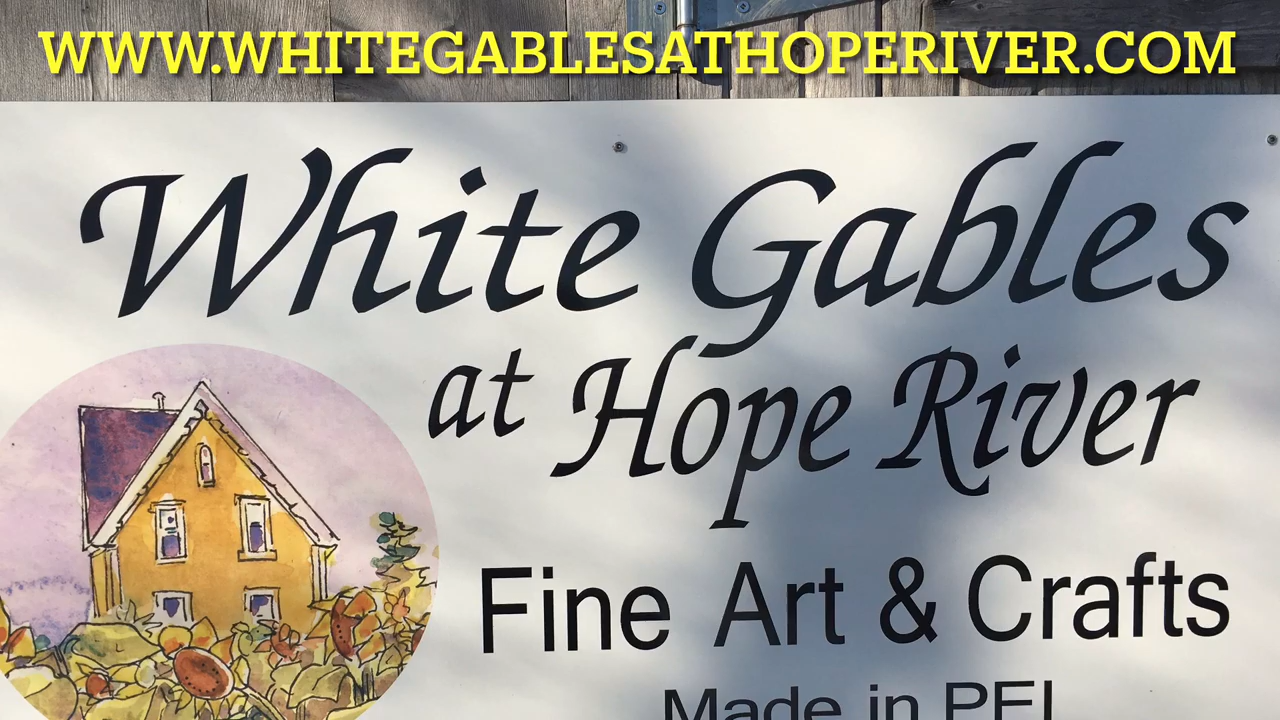 WWW.WHITEGABLESATHOPERIVER.COM
White Gables
at Hope River
Fine Art & Crafts
Made in PEI